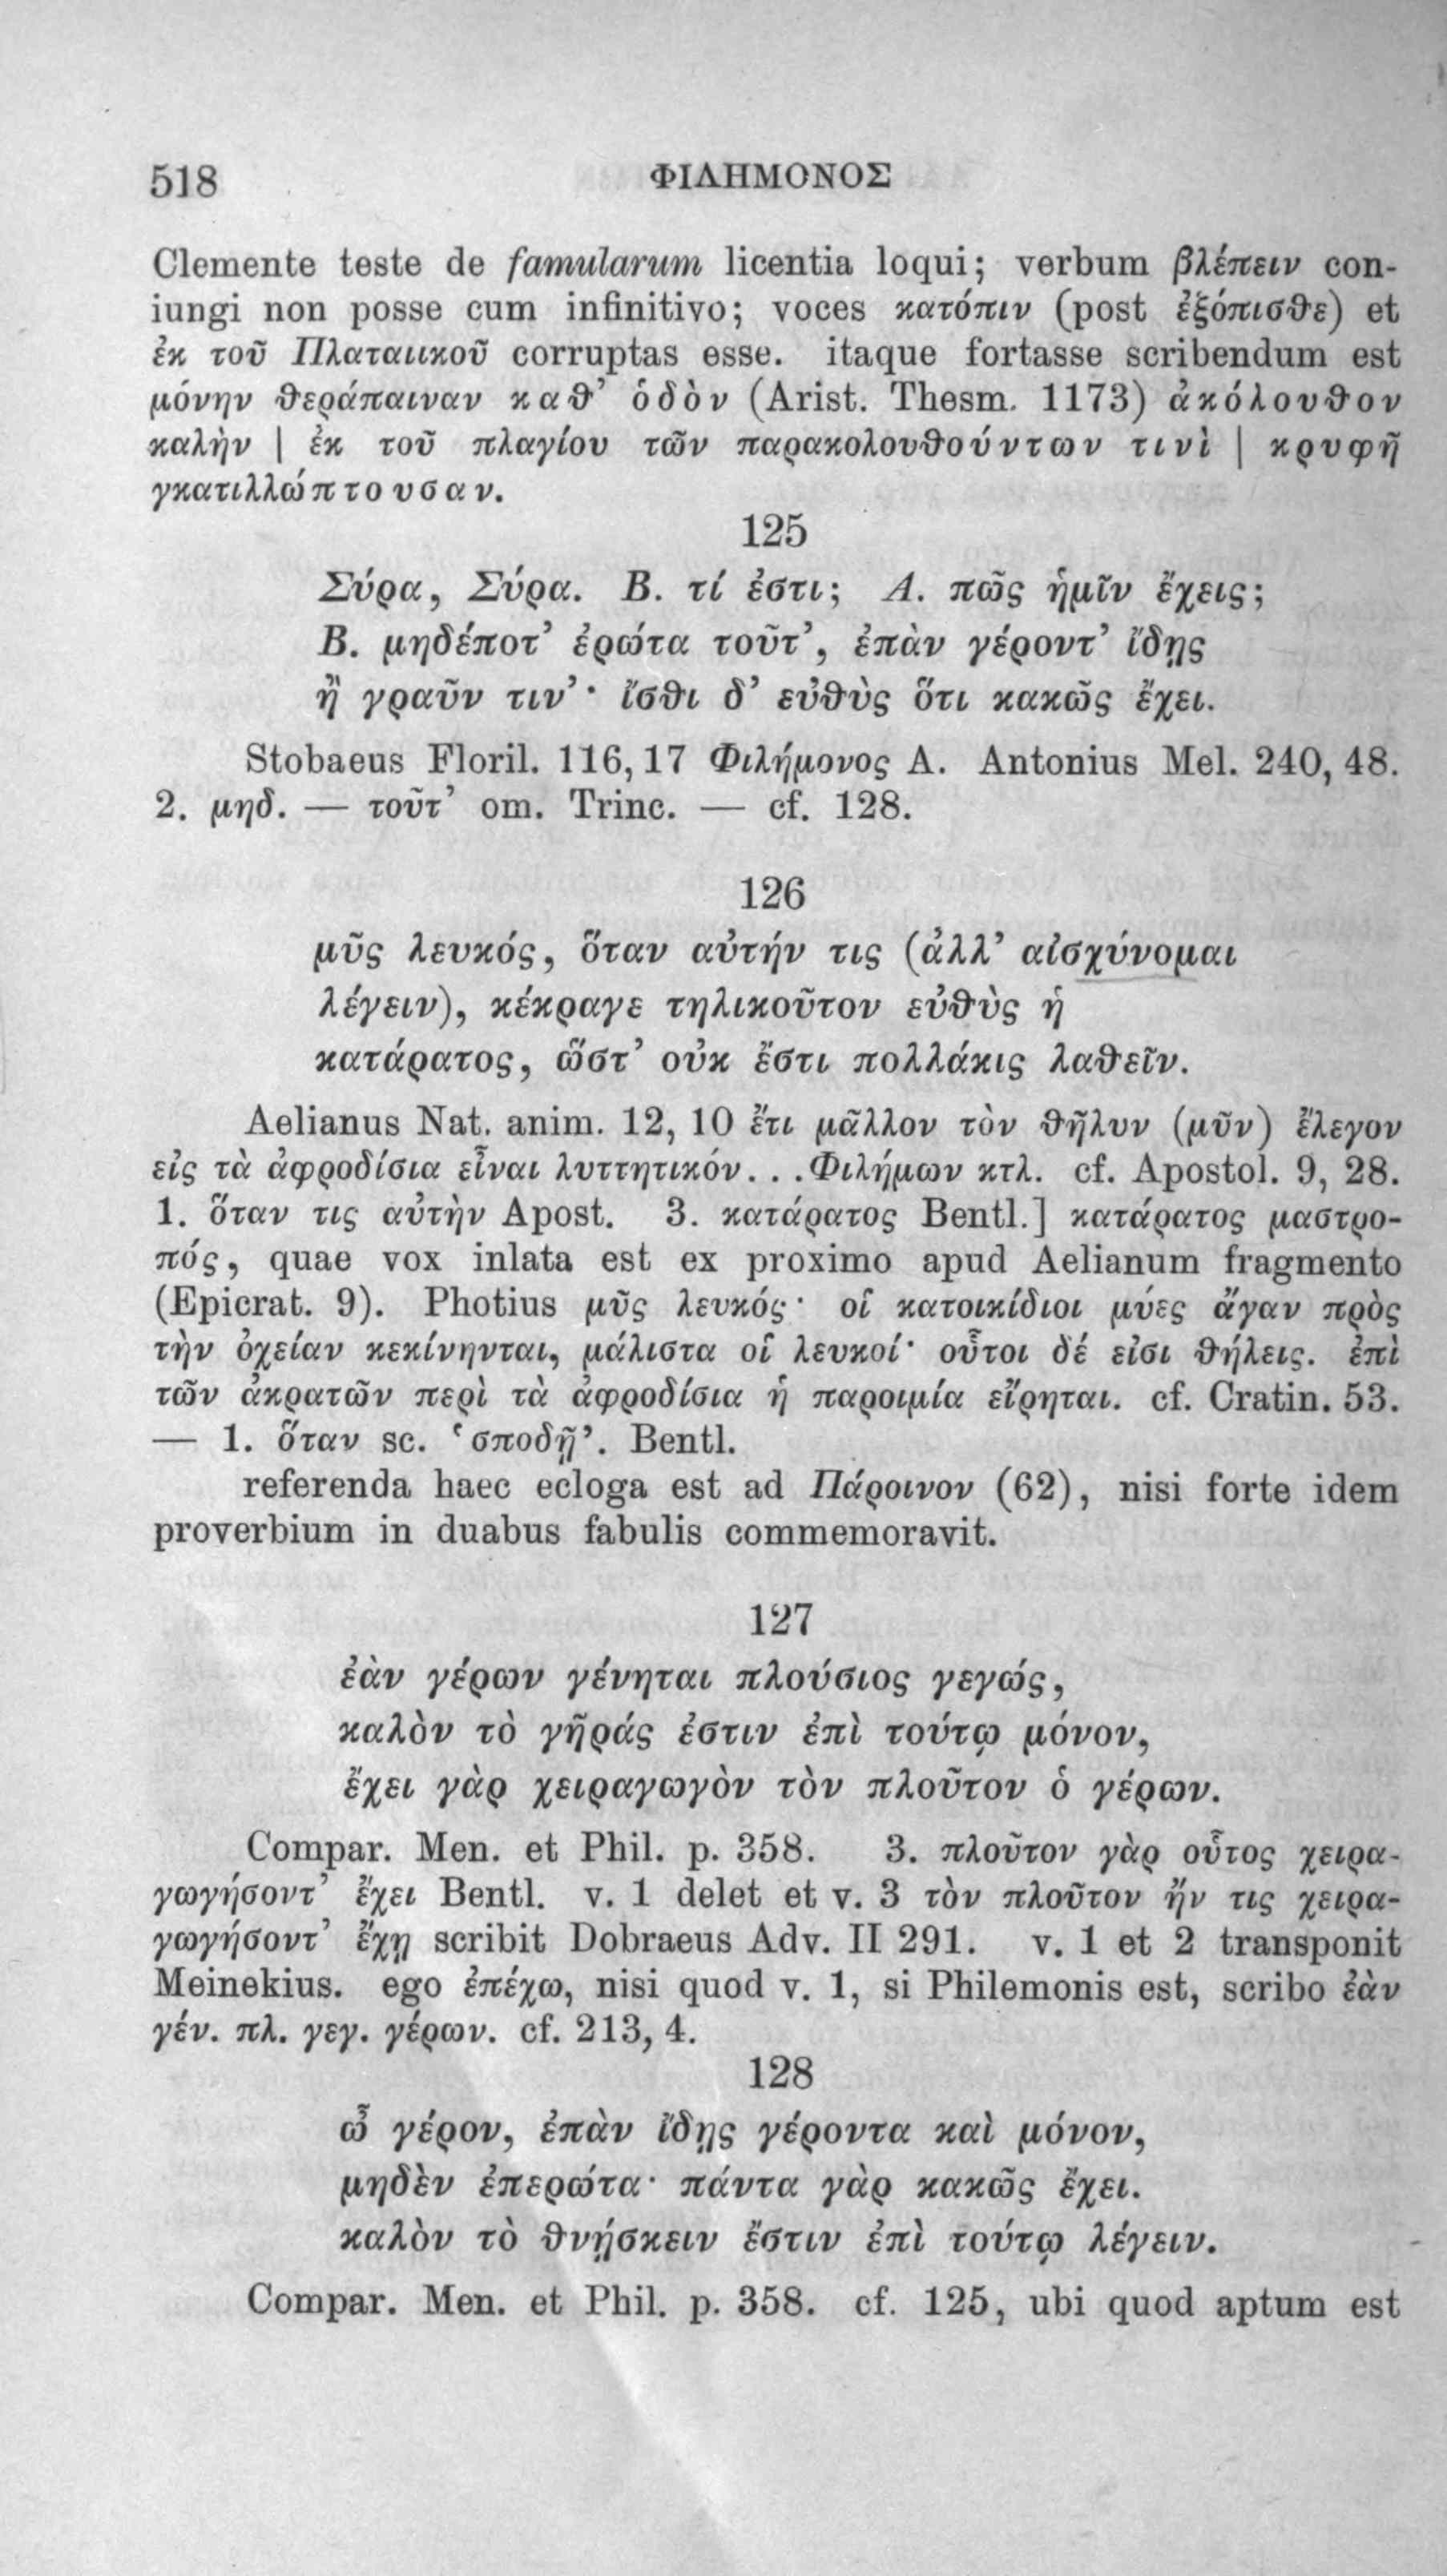 518
ΦΙΛΗΜΟΝΟΣ
Clemente teste de famularum licentia loqui; verbum βλέπειν con-
iungi non posse cum infinitivo; voces κατόπιν (post ἐξόπισθε) et
ἐκ τοῦ Πλαταιικοῦ corruptas esse. itaque fortasse scribendum est
μόνην θεράπαιναν καθ’ ὁδὸν (Arist. Thesm. 1173) ἀκόλουθον
καλὴν | ἐκ τοῦ πλαγίου τῶν παρακολουθούντων τινὶ | κρυφῆ
γκατιλλώπτουσαν.
125
Σύρα, Σύρα. Β. τί ἐστι; Α. πῶς ἡμῖν ἔχεις;
Β. μηδέποτ’ ἐρώτα τοῦτ’, ἐπὰν γέροντ’ ἴδῃς
ἢ γραῦν τιν’· ἴσθι δ’ εὐθὺς ὅτι κακῶς ἔχει.
Stobaeus Floril. 116, 17 Φιλήμονος Α. Antonius Mel. 240, 48.
2. μηδ. — τοῦτ’ om. Trinc. — cf. 128.
126
μῦς λευκός, ὅταν αὐτήν τις (ἀλλ’ αἰσχύνομαι
λέγειν), κέκραγε τηλικοῦτον εὐθὺς ἡ
κατάρατος, ὥστ’ οὐκ ἔστι πολλάκις λαθεῖν.
Aelianus Nat. anim. 12, 10 ἔτι μᾶλλον τὸν θῆλυν (μῦν) ἔλεγον
εἰς τὰ ἀφροδίσια εἶναι λυττητικόν. . .Φιλήμων κτλ. cf. Apostol. 9, 28.
1. ὅταν τις αὐτὴν Apost. 3. κατάρατος Bentl.] κατάρατος μαστρο-
πός, quae vox inlata est ex proximo apud Aelianum fragmento
(Epicrat. 9). Photius μῦς λευκός· οἱ κατοικίδιοι μύες ἄγαν πρὸς
τὴν ὀχείαν κεκίνηνται, μάλιστα οἱ λευκοί· οὗτοι δέ εἰσι θήλεις. ἐπὶ
τῶν ἀκρατῶν περὶ τὰ ἀφροδίσια ἡ παροιμία εἴρηται. cf. Cratin. 53.
— 1. ὅταν sc. ‘σποδῇ’. Bentl.
referenda haec ecloga est ad Πάροινον (62), nisi forte idem
proverbium in duabus fabulis commemoravit.
127
ἐὰν γέρων γένηται πλούσιος γεγώς,
καλὸν τὸ γῆράς ἐστιν ἐπὶ τούτῳ μόνον,
ἔχει γὰρ χειραγωγὸν τὸν πλοῦτον ὁ γέρων.
Compar. Men. et Phil. p. 358. 3. πλοῦτον γὰρ οὗτος χειρα-
γωγήσοντ’ ἔχει Bentl. v. 1 delet et v. 3 τὸν πλοῦτον ἤν τις χειρα-
γωγήσοντ’ ἔχῃ scribit Dobraeus Adv. II 291. v. 1 et 2 transponit
Meinekius. ego ἐπέχω, nisi quod v. 1, si Philemonis est, scribo ἐὰν
γέν. πλ. γεγ. γέρων. cf. 213, 4.
128
ὦ γέρον, ἐπὰν ἴδῃς γέροντα καὶ μόνον,
μηδὲν ἐπερώτα· πάντα γὰρ κακῶς ἔχει.
καλὸν τὸ θνῄσκειν ἔστιν ἐπὶ τούτῳ λέγειν.
Compar. Men. et Phil. p. 358. cf. 125, ubi quod aptum est